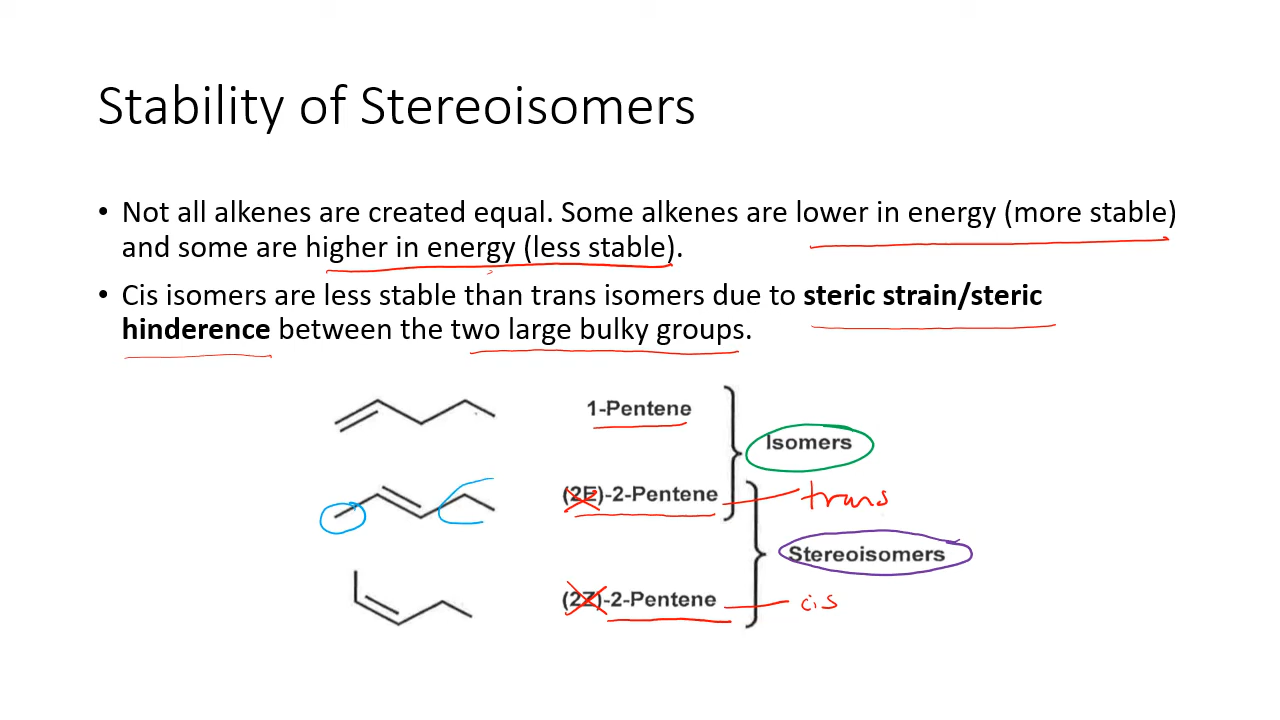 Stability of Stereoisomers
• Not all alkenes are created equal. Some alkenes are lower in energy (more stable)
and some are higher in energy (less stable).
• Cis isomers are less stable than trans isomers due to steric strain/steric
hinderence between the two large bulky groups.
1-Pentene
Isomers
(2E)-2-Pentene trans
Stereoisomers
(2Z)-2-Pentene cis